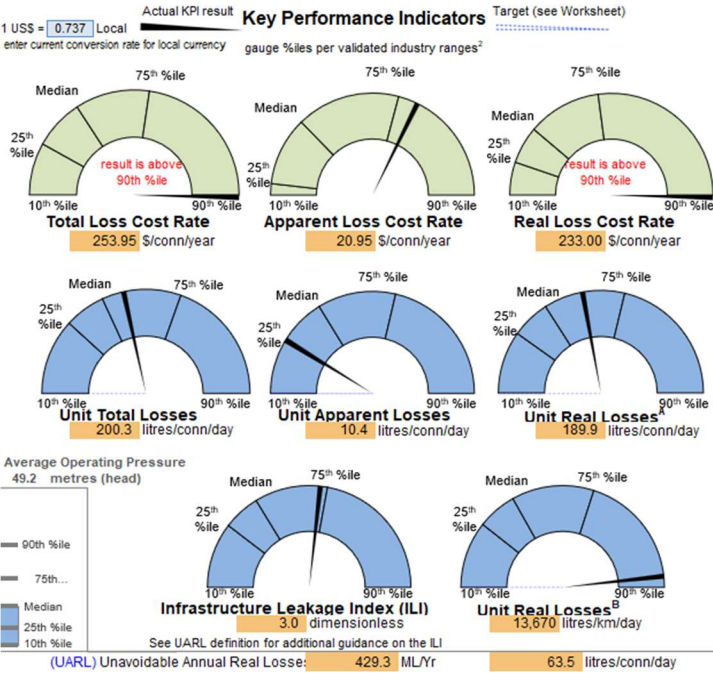 Actual KPI result
Key Performance Indicators
Target (see Worksheet)
1 US$ = 0.737 Local
enter current conversion rate for local currency
gauge %iles per validated industry ranges2
Median
75th %ile
25th
%ile
result is above
90th %ile
10th %ile
90th %ile
Total Loss Cost Rate
253.95 $/conn/year
75th %ile
Median
25th
%ile
10th %ile
90th %ile
Apparent Loss Cost Rate
20.95 $/conn/year
75th %ile
Median
25th
%ile
result is above
90th %ile
10th %ile
90th %ile
Real Loss Cost Rate
233.00 $/conn/year
Median
75th %ile
25th
%ile
10th %ile
90th %ile
Unit Total Losses
200.3 litres/conn/day
75th %ile
Median
25th
%ile
10th %ile
90th %ile
Unit Apparent Losses
10.4 litres/conn/day
75th %ile
Median
25th
%ile
10th %ile
90th %ile
Unit Real LossesA
189.9 litres/conn/day
Average Operating Pressure
49.2 metres (head)
90th %ile
75th...
Median
25th %ile
10th %ile
Median
75th %ile
25th
%ile
10th %ile
90th %ile
Infrastructure Leakage Index (ILI)
3.0 dimensionless
See UARL definition for additional guidance on the ILI
Median
75th %ile
25th
%ile
10th %ile
90th %ile
Unit Real LossesB
13,670 litres/km/day
(UARL) Unavoidable Annual Real Losses 429.3 ML/Yr 63.5 litres/conn/day